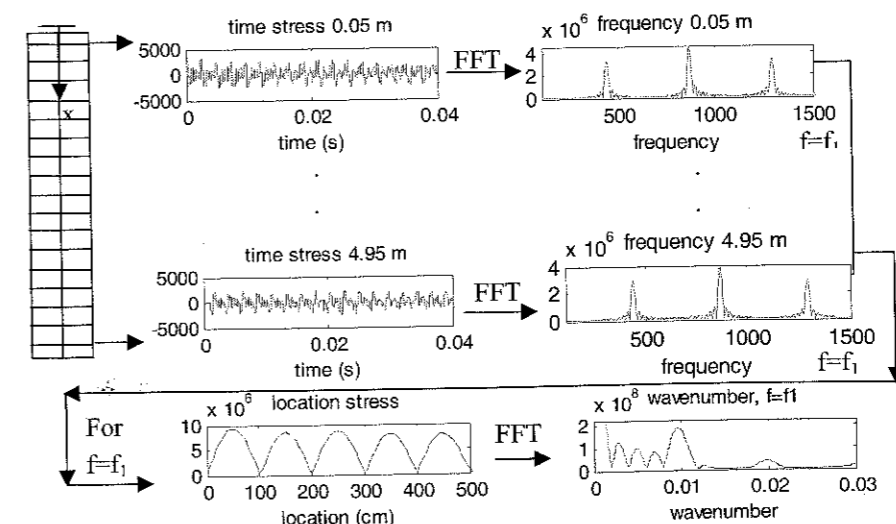 time stress 0.05 m
5000
0
-5000
0 0.02 0.04
time (s)
FFT
x 10^6 frequency 0.05 m
4
2
0
500 1000 1500
frequency f=f₁
x
.
.
.
.
time stress 4.95 m
5000
0
-5000
0 0.02 0.04
time (s)
FFT
x 10^6 frequency 4.95 m
4
2
0
500 1000 1500
frequency f=f₁
For
f=f₁
x 10^6 location stress
10
5
0
0 100 200 300 400 500
location (cm)
FFT
x 10^8 wavenumber, f=f1
2
1
0
0 0.01 0.02 0.03
wavenumber